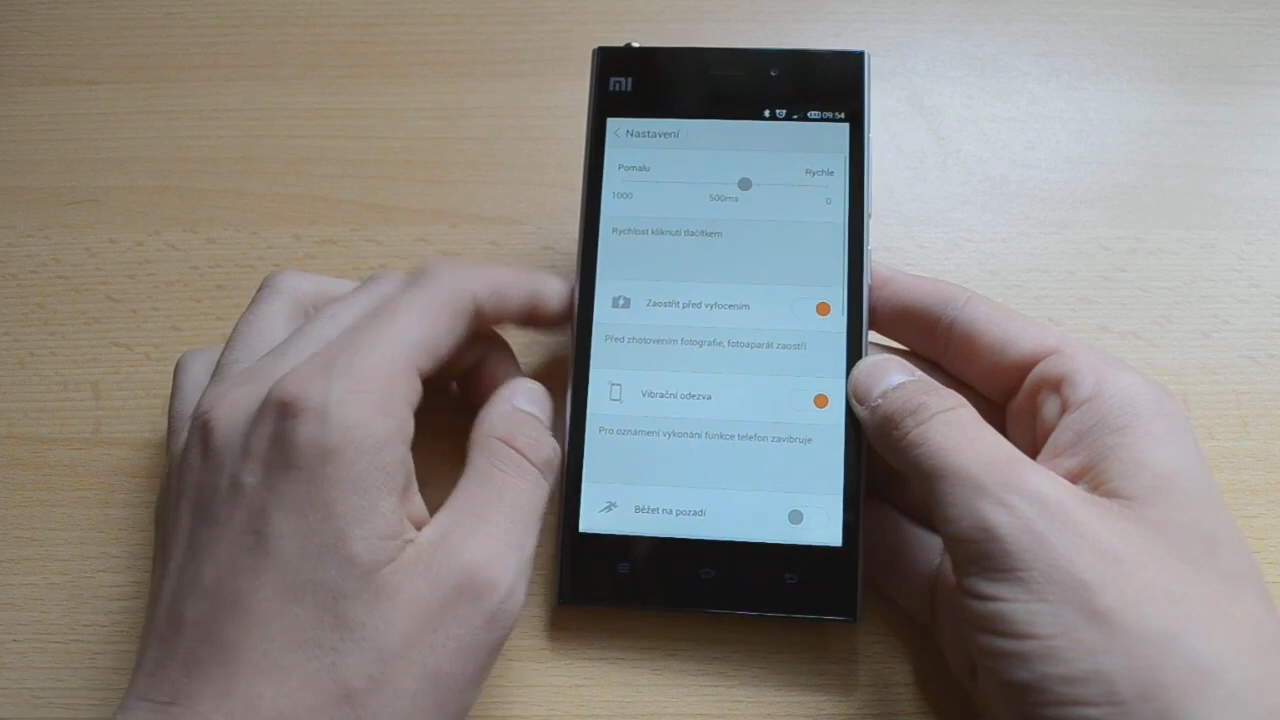 mı
09:54
Nastavení
Pomalu Rychle
1000 500ms 0
Rychlost kliknutí tlačítkem
Zaostřit před vyfocením
Před zhotovením fotografie, fotoaparát zaostří
Vibrační odezva
Pro oznámení vykonání funkce telefon zavibruje
Běžet na pozadí